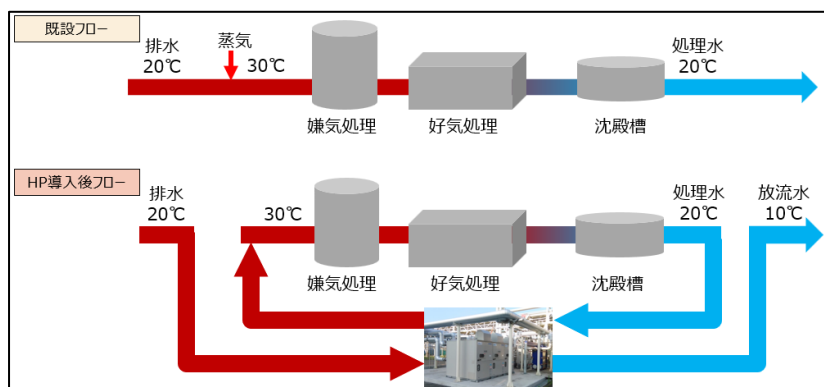 既設フロー
蒸気
排水
20℃
30℃
処理水
20℃
嫌気処理
好気処理
沈殿槽
HP導入後フロー
排水
20℃
30℃
処理水
20℃
放流水
10℃
嫌気処理
好気処理
沈殿槽